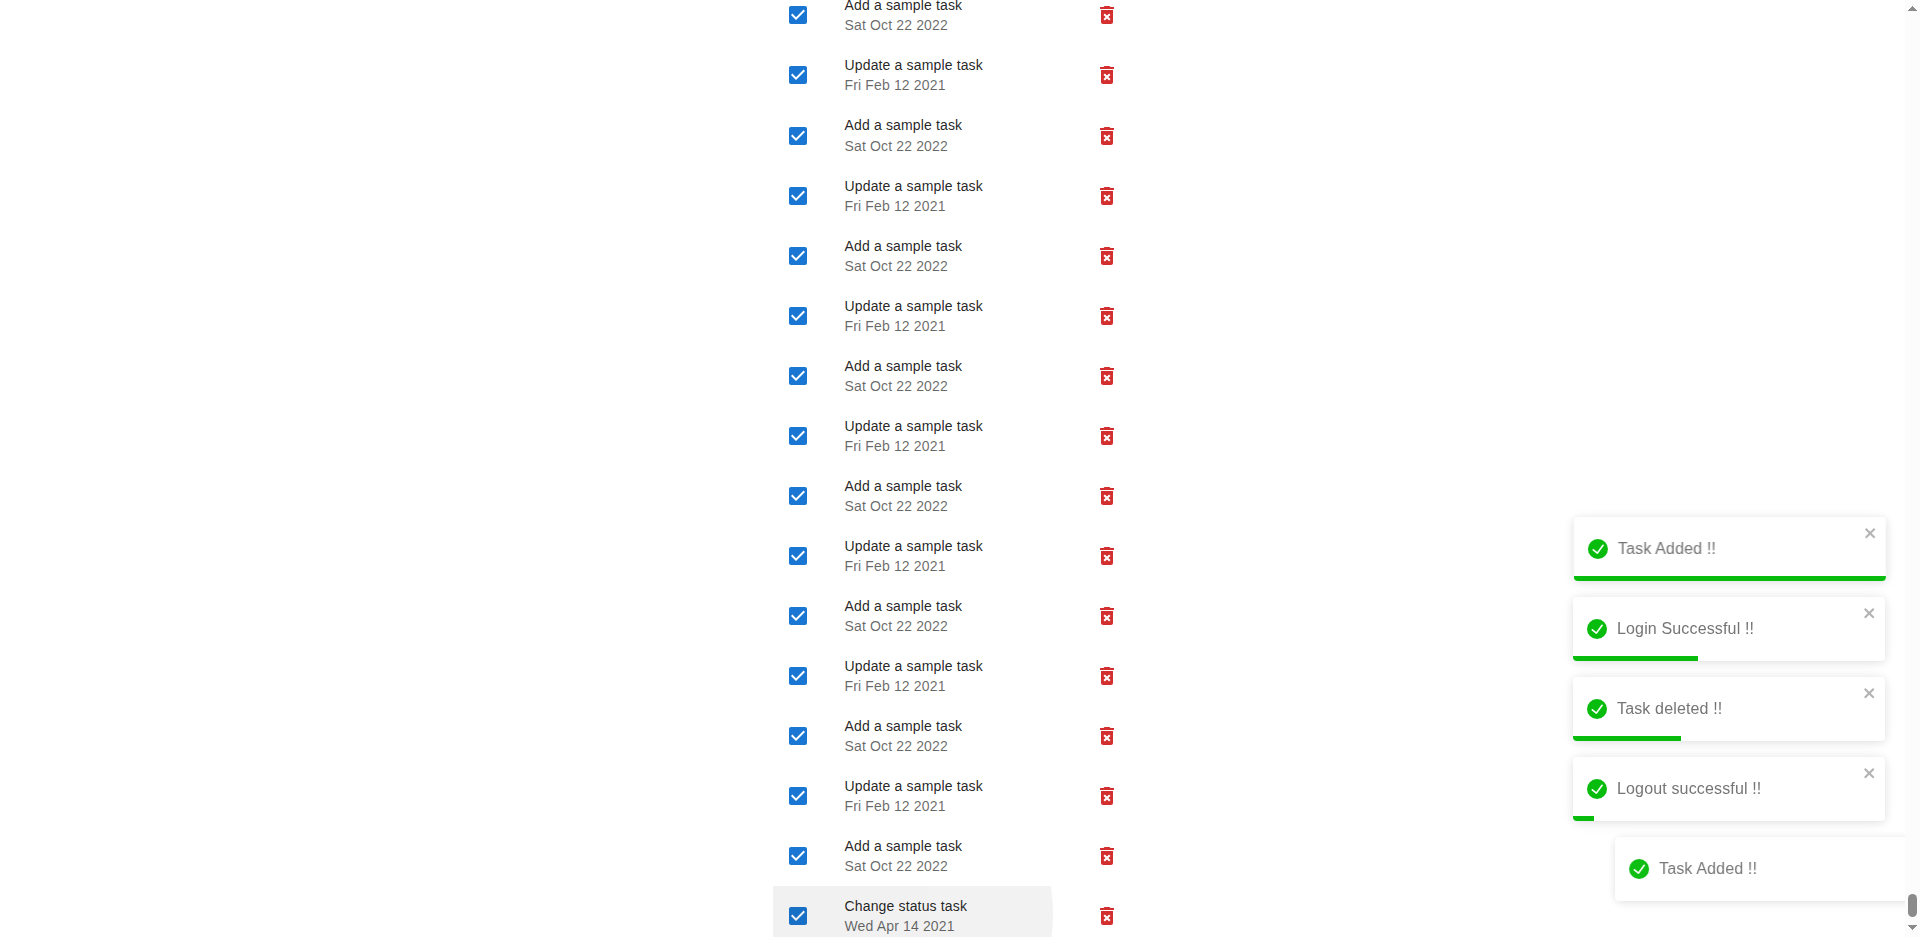 Add a sample task
Sat Oct 22 2022
Update a sample task
Fri Feb 12 2021
Add a sample task
Sat Oct 22 2022
Update a sample task
Fri Feb 12 2021
Add a sample task
Sat Oct 22 2022
Update a sample task
Fri Feb 12 2021
Add a sample task
Sat Oct 22 2022
Update a sample task
Fri Feb 12 2021
Add a sample task
Sat Oct 22 2022
Update a sample task
Fri Feb 12 2021
Add a sample task
Sat Oct 22 2022
Update a sample task
Fri Feb 12 2021
Add a sample task
Sat Oct 22 2022
Update a sample task
Fri Feb 12 2021
Add a sample task
Sat Oct 22 2022
Change status task
Wed Apr 14 2021
Task Added !!
Login Successful !!
Task deleted !!
Logout successful !!
Task Added !!